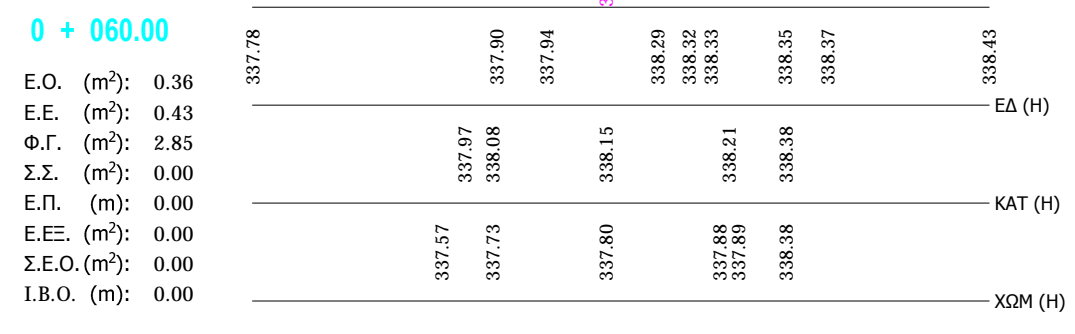 0 + 060.00
Ε.Ο. (m²): 0.36
Ε.Ε. (m²): 0.43
Φ.Γ. (m²): 2.85
Σ.Σ. (m²): 0.00
Ε.Π. (m): 0.00
Ε.ΕΞ. (m²): 0.00
Σ.Ε.Ο. (m²): 0.00
Ι.Β.Ο. (m): 0.00
337.78 337.90 337.94 338.29 338.32 338.33 338.35 338.37 338.43
ΕΔ (Η)
337.97 338.08 338.15 338.21 338.38
ΚΑΤ (Η)
337.57 337.73 337.80 337.88 337.89 338.38
ΧΩΜ (Η)